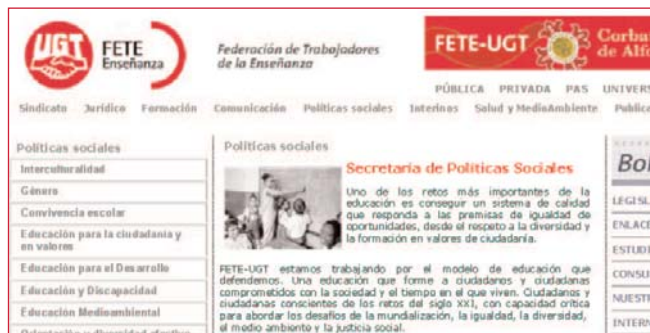 UGT
FETE
Enseñanza
Federación de Trabajadores
de la Enseñanza
FETE-UGT
Corba
de Alfo
PÚBLICA PRIVADA PAS UNIVERS
Sindicato Jurídico Formación Comunicación Políticas sociales Interinos Salud y MedioAmbiente Publica
Políticas sociales
Interculturalidad
Género
Convivencia escolar
Educación para la ciudadanía y
en valores
Educación para el Desarrollo
Educación y Discapacidad
Educación Medioambiental
Orientación y diversidad afectivo
Políticas sociales
Secretaría de Políticas Sociales
Uno de los retos más importantes de la
educación es conseguir un sistema de calidad
que responda a las premisas de igualdad de
oportunidades, desde el respeto a la diversidad y
la formación en valores de ciudadanía.
FETE-UGT estamos trabajando por el modelo de educación que
defendemos. Una educación que forme a ciudadanos y ciudadanas
comprometidos con la sociedad y el tiempo en el que viven. Ciudadanos y
ciudadanas conscientes de los retos del siglo XXI, con capacidad crítica
para abordar los desafíos de la mundialización, la igualdad, la diversidad,
el medio ambiente y la justicia social.
Bol
LEGISL
ENLACE
ESTUDI
CONSU
NUESTR
INTERN